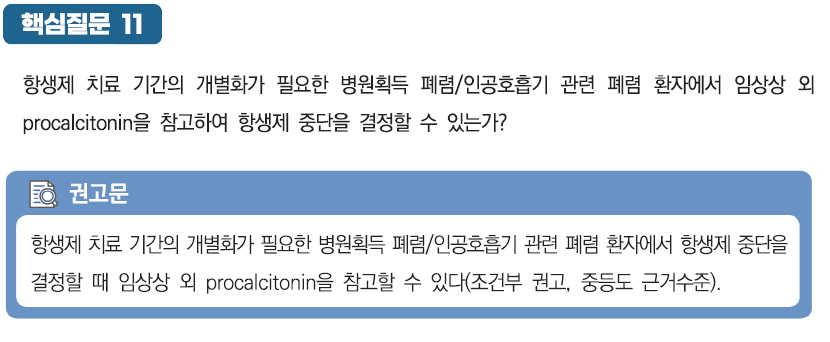 핵심질문 11
항생제 치료 기간의 개별화가 필요한 병원획득 폐렴/인공호흡기 관련 폐렴 환자에서 임상상 외
procalcitonin을 참고하여 항생제 중단을 결정할 수 있는가?
권고문
항생제 치료 기간의 개별화가 필요한 병원획득 폐렴/인공호흡기 관련 폐렴 환자에서 항생제 중단을
결정할 때 임상상 외 procalcitonin을 참고할 수 있다(조건부 권고, 중등도 근거수준).